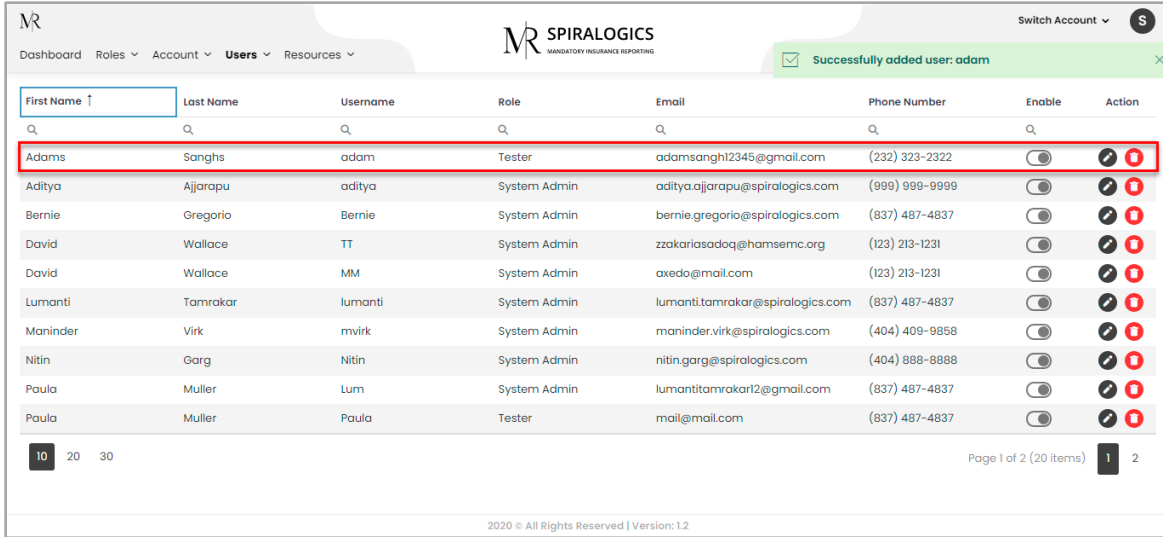 MR
Switch Account
S
SPIRALOGICS
MR
MANDATORY INSURANCE REPORTING
Dashboard Roles Account Users Resources
Successfully added user: adam
First Name ↑ Last Name Username Role Email Phone Number Enable Action
Adams Sanghs adam Tester adamsangh12345@gmail.com (232) 323-2322
Aditya Ajjarapu aditya System Admin aditya.ajjarapu@spiralogics.com (999) 999-9999
Bernie Gregorio Bernie System Admin bernie.gregorio@spiralogics.com (837) 487-4837
David Wallace TT System Admin zzakariasadoq@hamsemc.org (123) 213-1231
David Wallace MM System Admin axedo@mail.com (123) 213-1231
Lumanti Tamrakar lumanti System Admin lumanti.tamrakar@spiralogics.com (837) 487-4837
Maninder Virk mvirk System Admin maninder.virk@spiralogics.com (404) 409-9858
Nitin Garg Nitin System Admin nitin.garg@spiralogics.com (404) 888-8888
Paula Muller Lum System Admin lumantitamrakar12@gmail.com (837) 487-4837
Paula Muller Paula Tester mail@mail.com (837) 487-4837
10 20 30 Page 1 of 2 (20 items) 1 2
2020 © All Rights Reserved | Version: 1.2